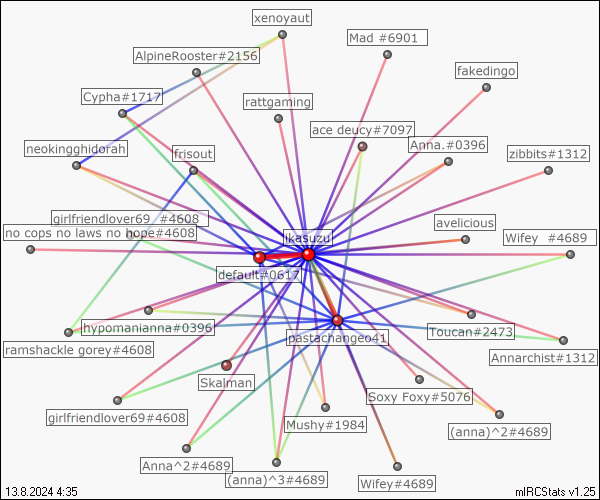 xenoyaut
Mad #6901
AlpineRooster#2156
fakedingo
Cypha#1717
rattgaming
ace deucy#7097
neokingghidorah
frisout
Anna.#0396
zibbits#1312
girlfriendlover69 #4608
avelicious
no cops no laws no hope#4608
ikasuzu
Wifey #4689
default#0617
hypomanianna#0396
Toucan#2473
pastachangeo41
ramshackle gorey#4608
Annarchist#1312
Skalman
Soxy Foxy#5076
girlfriendlover69#4608
Mushy#1984
(anna)^2#4689
Anna^2#4689
(anna)^3#4689
Wifey#4689
13.8.2024 4:35
mIRCStats v1.25